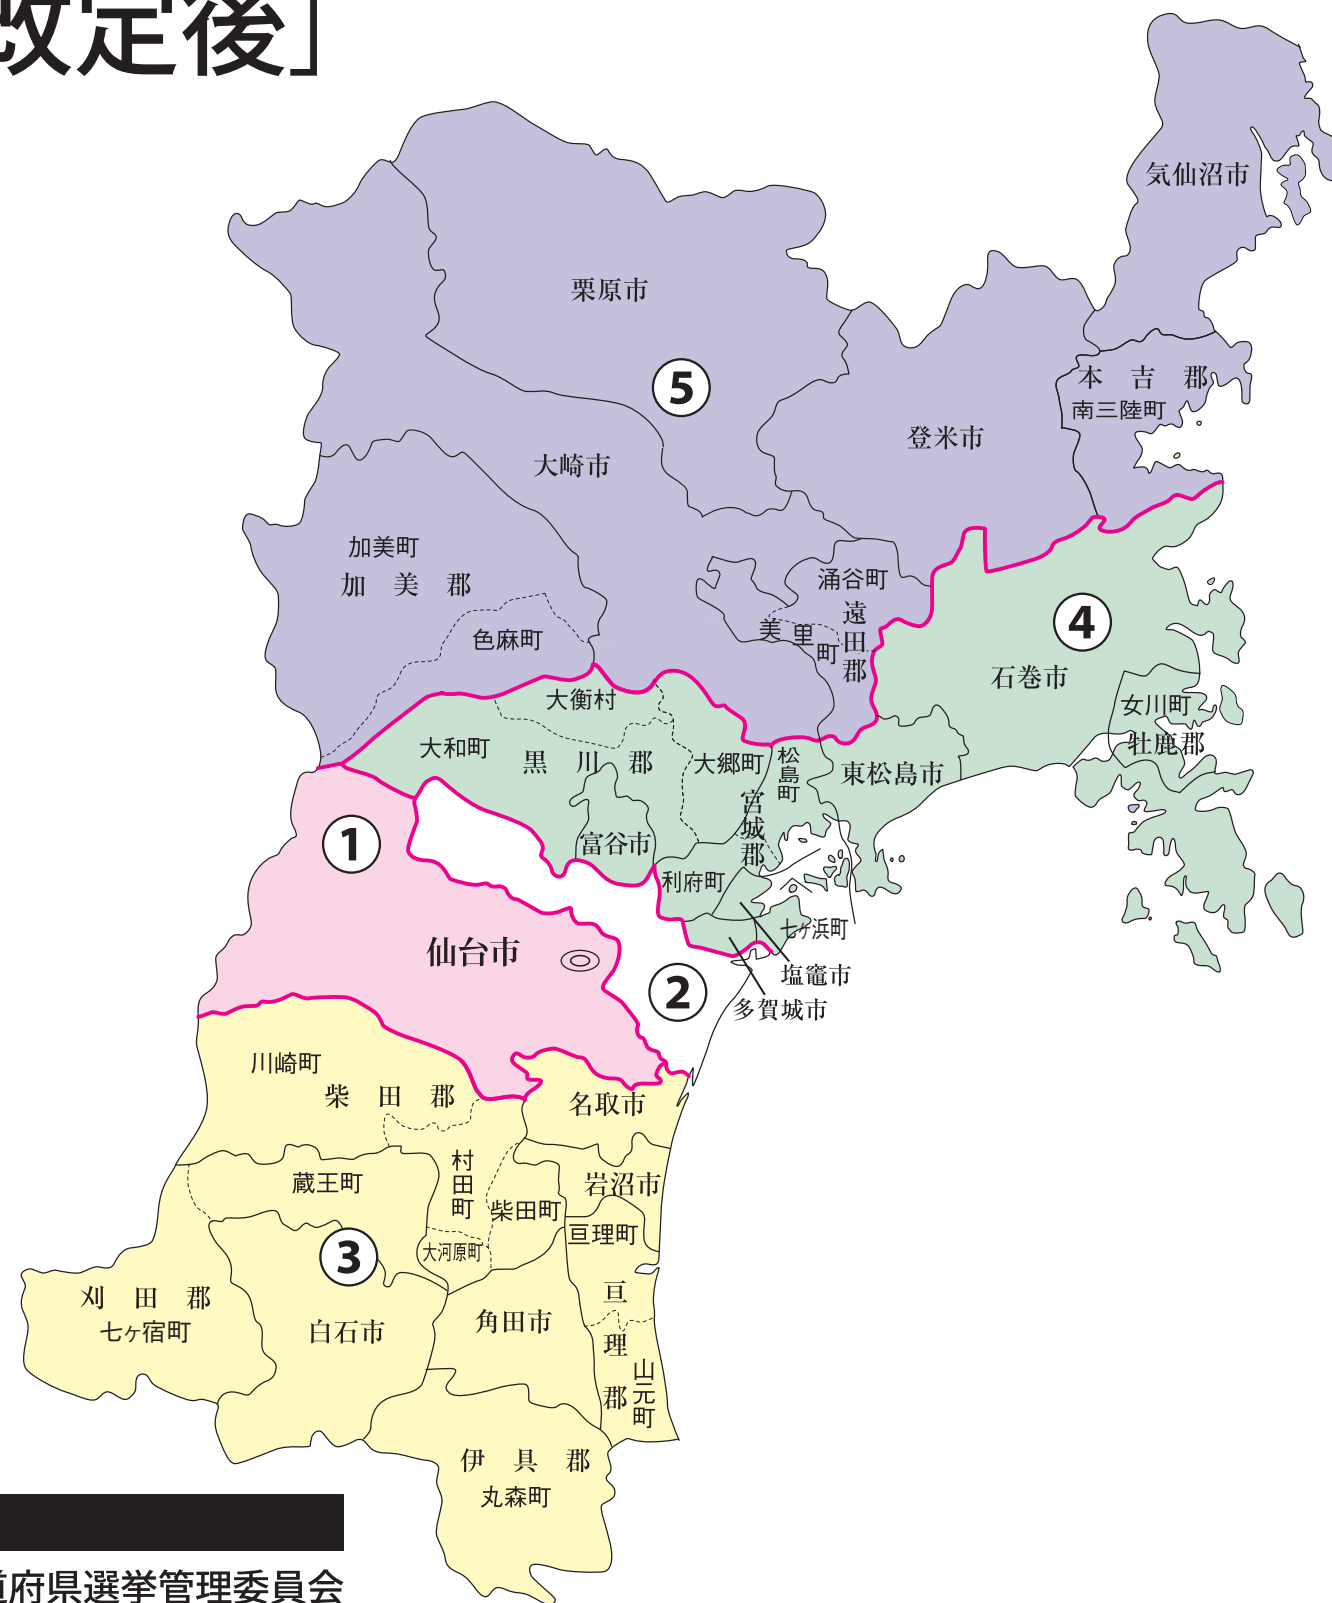 改定後］
気仙沼市
栗原市
⑤
本吉郡
南三陸町
登米市
大崎市
加美町
加美郡
涌谷町
遠田郡
美里町
色麻町
④
石巻市
女川町
牡鹿郡
大衡村
大和町
黒川郡
大郷町
松島町
東松島市
宮城郡
富谷市
利府町
①
七ヶ浜町
仙台市
塩竈市
②
多賀城市
川崎町
柴田郡
名取市
村田町
蔵王町
岩沼市
柴田町
亘理町
大河原町
③
刈田郡
七ヶ宿町
白石市
角田市
亘理郡
山元町
伊具郡
丸森町
道府県選挙管理委員会